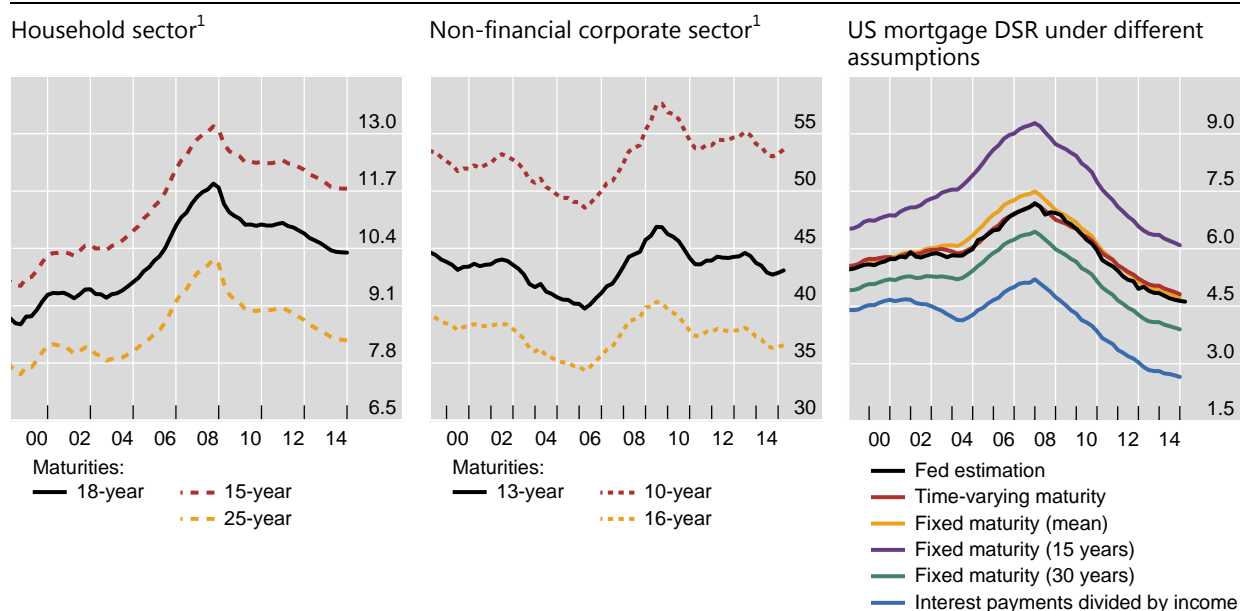 Household sector1
Non-financial corporate sector1
US mortgage DSR under different
assumptions
13.0
11.7
10.4
9.1
7.8
6.5
00 02 04 06 08 10 12 14
Maturities:
18-year
15-year
25-year
55
50
45
40
35
30
00 02 04 06 08 10 12 14
Maturities:
13-year
10-year
16-year
9.0
7.5
6.0
4.5
3.0
1.5
00 02 04 06 08 10 12 14
Fed estimation
Time-varying maturity
Fixed maturity (mean)
Fixed maturity (15 years)
Fixed maturity (30 years)
Interest payments divided by income